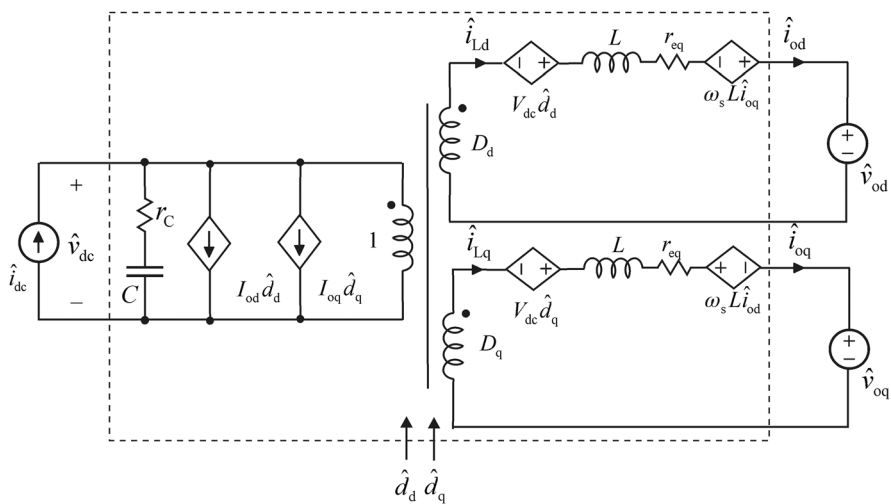 î_Ld L r_eq î_od
− + − +
V_dc d̂_d ω_s L î_oq
D_d
+ −
v̂_od
+
r_C
v̂_dc
î_dc
−
C
I_od d̂_d I_oq d̂_q
1
î_Lq L r_eq î_oq
− + + −
V_dc d̂_q ω_s L î_od
D_q
+ −
v̂_oq
d̂_d d̂_q